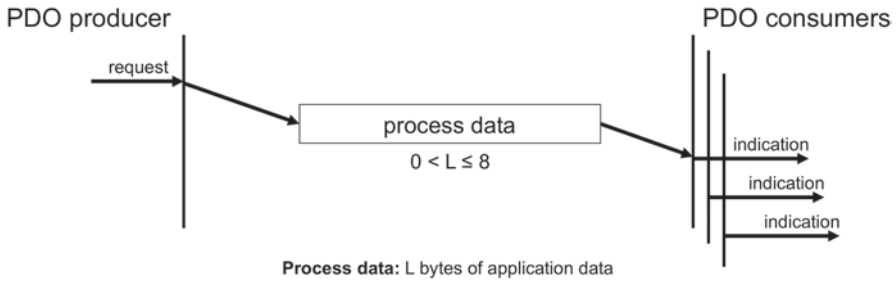 PDO producer
PDO consumers
request
process data
0 < L ≤ 8
indication
indication
indication
Process data: L bytes of application data